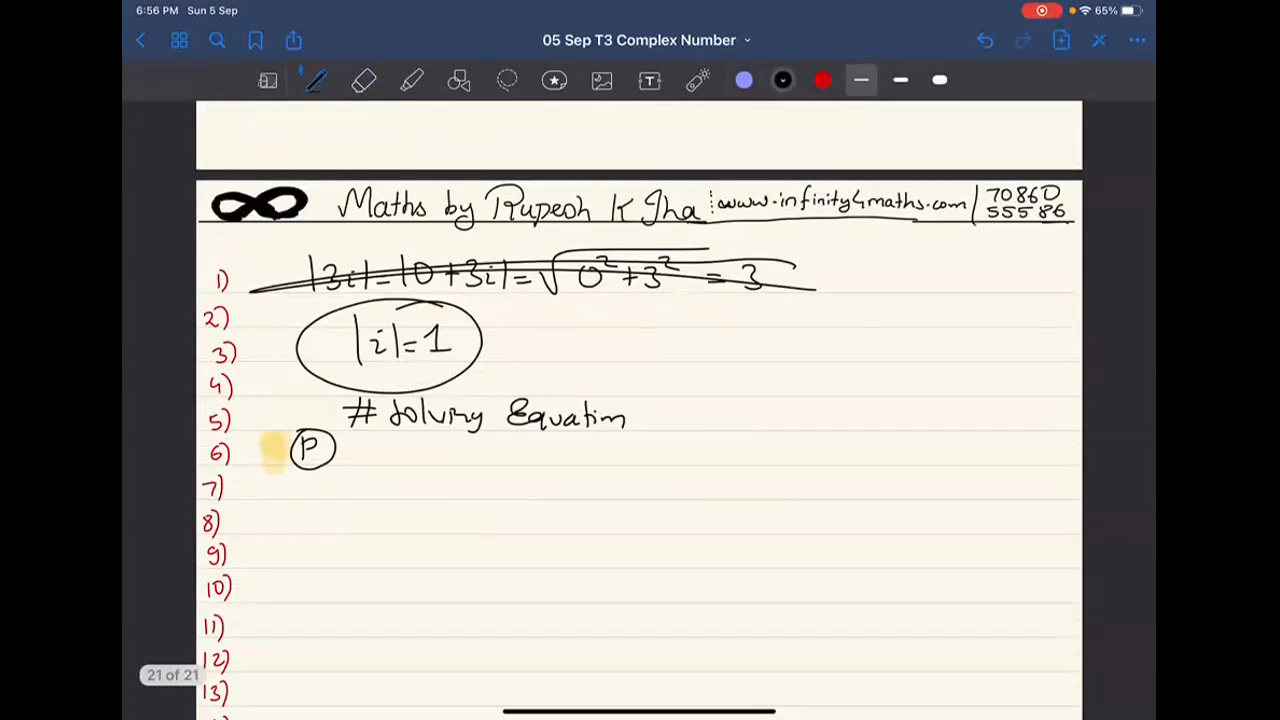 6:56 PM Sun 5 Sep
65%
05 Sep T3 Complex Number
T
∞ Maths by Rupesh K Jha www.infinity4maths.com / 70860 55586
1) |3i|=|0+3i|=√0²+3² = 3
2)
3) |i|=1
4)
5) # Solving Equation
6) P
7)
8)
9)
10)
11)
12)
13)
21 of 21